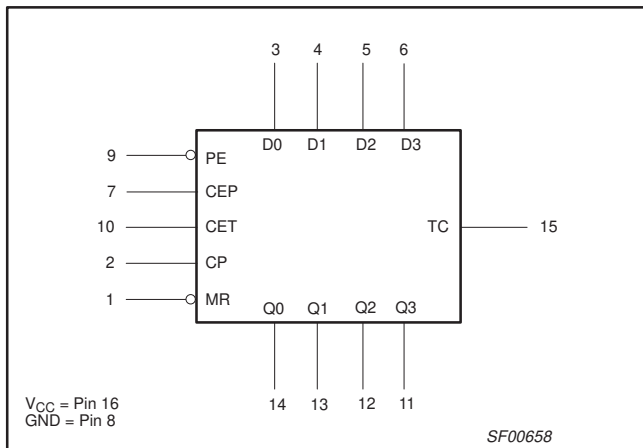 3 4 5 6
D0 D1 D2 D3
9 PE
7 CEP
10 CET TC 15
2 CP
1 MR
Q0 Q1 Q2 Q3
14 13 12 11
VCC = Pin 16
GND = Pin 8
SF00658